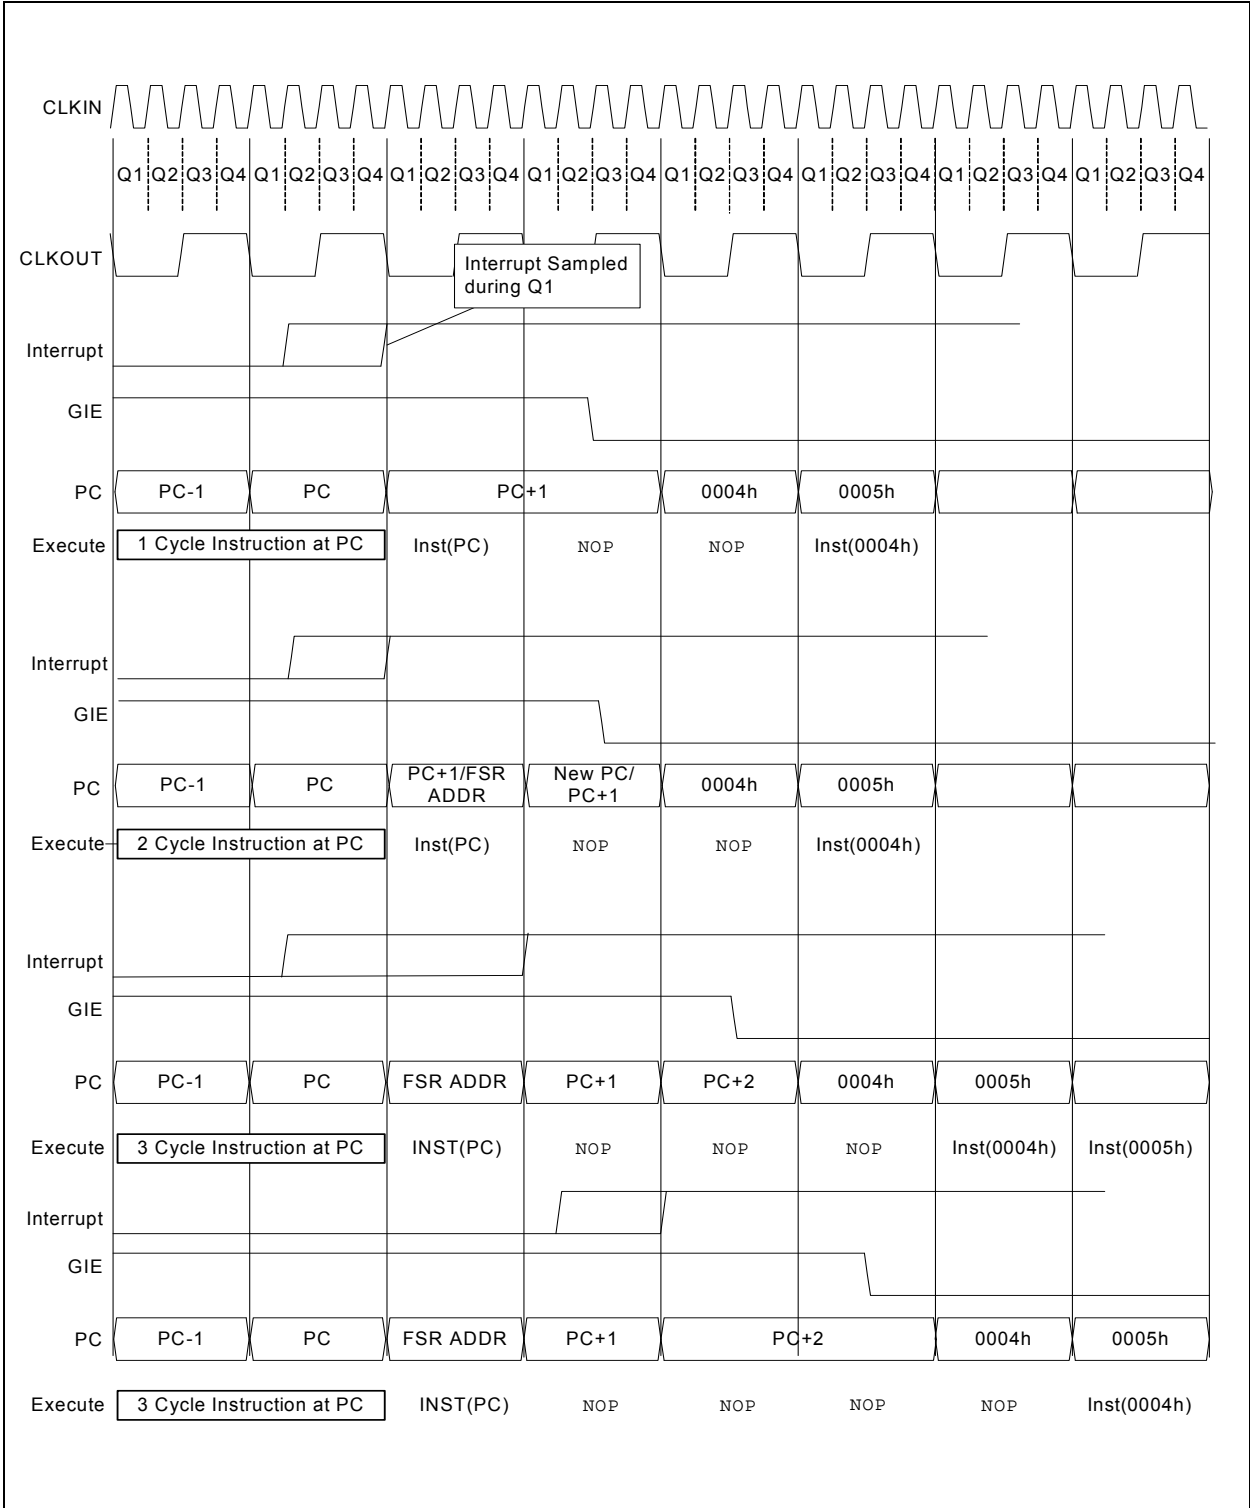 CLKIN
Q1 Q2 Q3 Q4 Q1 Q2 Q3 Q4 Q1 Q2 Q3 Q4 Q1 Q2 Q3 Q4 Q1 Q2 Q3 Q4 Q1 Q2 Q3 Q4 Q1 Q2 Q3 Q4 Q1 Q2 Q3 Q4
CLKOUT
Interrupt Sampled
during Q1
Interrupt
GIE
PC PC-1 PC PC+1 0004h 0005h
Execute 1 Cycle Instruction at PC Inst(PC) NOP NOP Inst(0004h)
Interrupt
GIE
PC PC-1 PC PC+1/FSR ADDR New PC/ PC+1 0004h 0005h
Execute 2 Cycle Instruction at PC Inst(PC) NOP NOP Inst(0004h)
Interrupt
GIE
PC PC-1 PC FSR ADDR PC+1 PC+2 0004h 0005h
Execute 3 Cycle Instruction at PC INST(PC) NOP NOP NOP Inst(0004h) Inst(0005h)
Interrupt
GIE
PC PC-1 PC FSR ADDR PC+1 PC+2 0004h 0005h
Execute 3 Cycle Instruction at PC INST(PC) NOP NOP NOP NOP Inst(0004h)